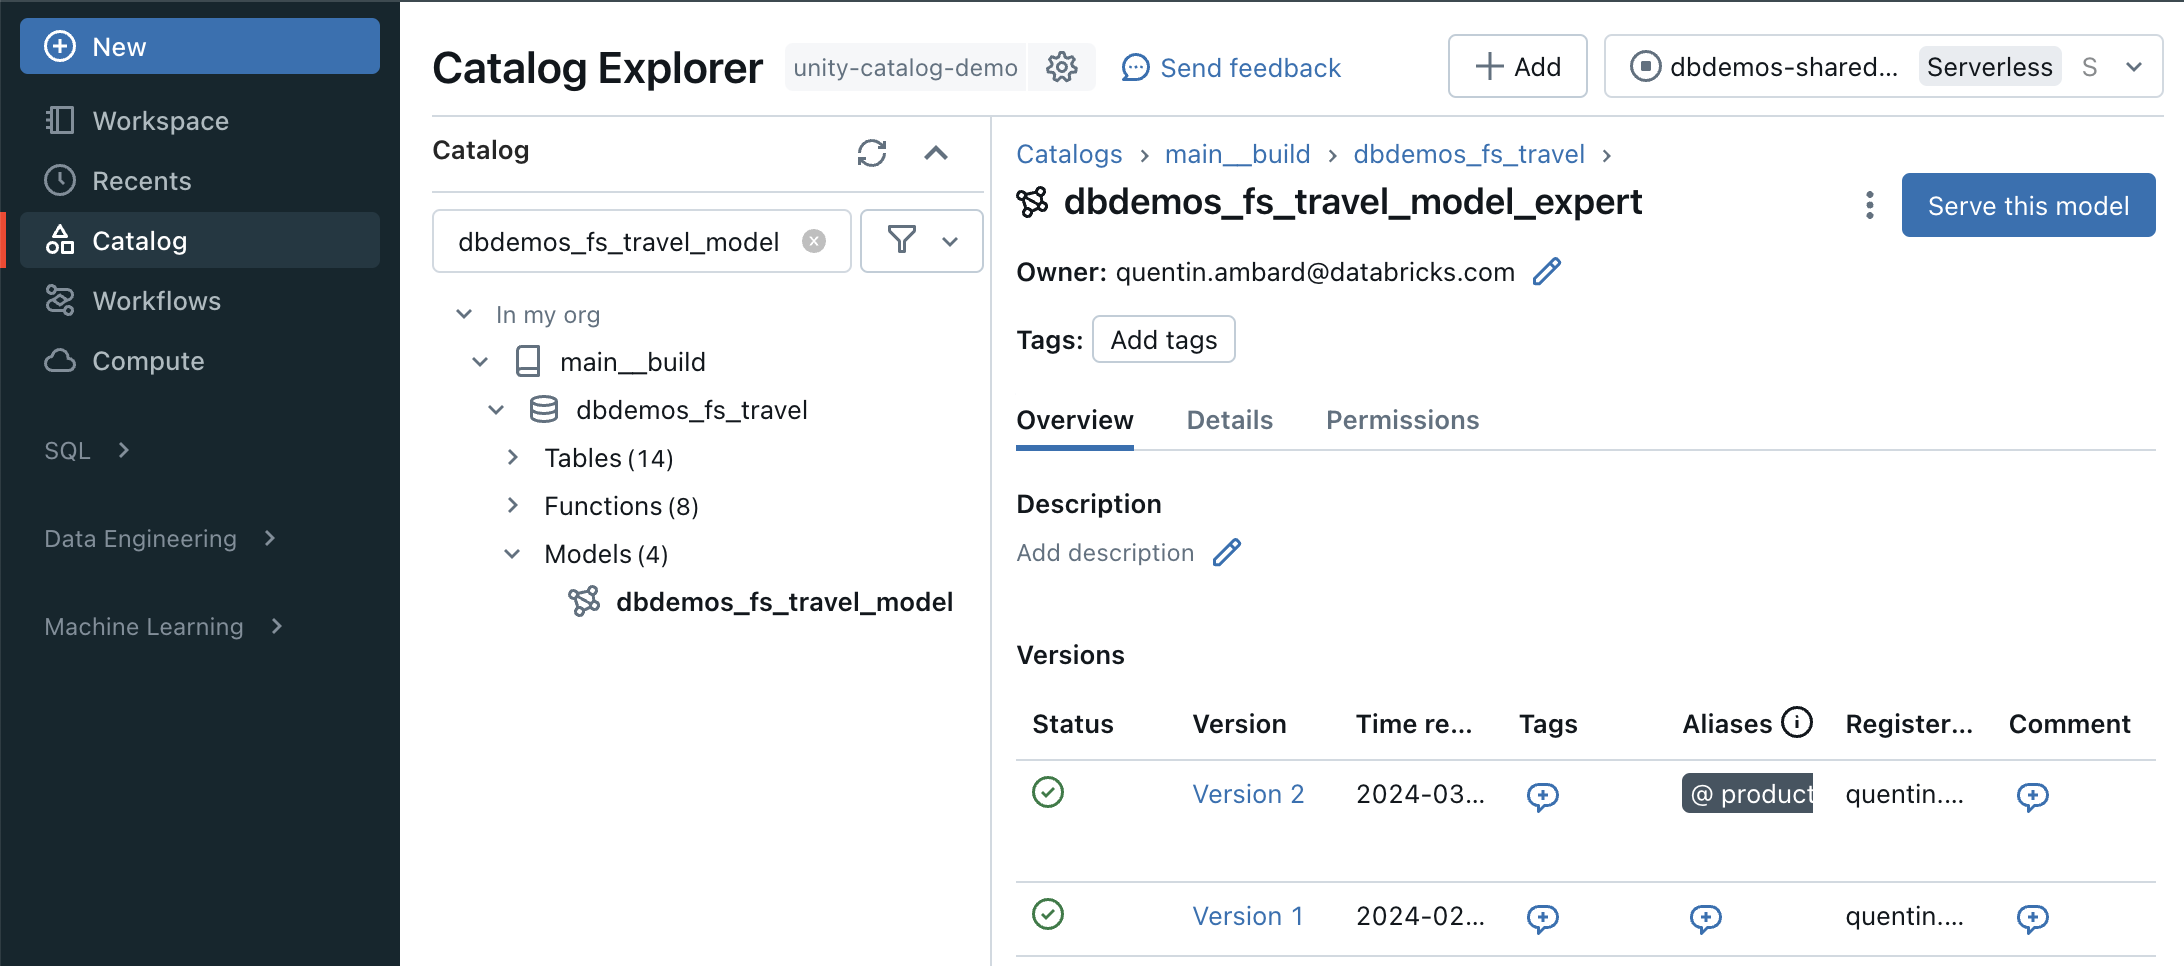 New
Workspace
Recents
Catalog
Workflows
Compute
SQL
Data Engineering
Machine Learning
Catalog Explorer unity-catalog-demo Send feedback Add dbdemos-shared... Serverless S
Catalog
dbdemos_fs_travel_model
In my org
main__build
dbdemos_fs_travel
Tables (14)
Functions (8)
Models (4)
dbdemos_fs_travel_model
Catalogs › main__build › dbdemos_fs_travel ›
dbdemos_fs_travel_model_expert
Serve this model
Owner: quentin.ambard@databricks.com
Tags: Add tags
Overview Details Permissions
Description
Add description
Versions
Status Version Time re... Tags Aliases Register... Comment
Version 2 2024-03... @ product quentin....
Version 1 2024-02... quentin....